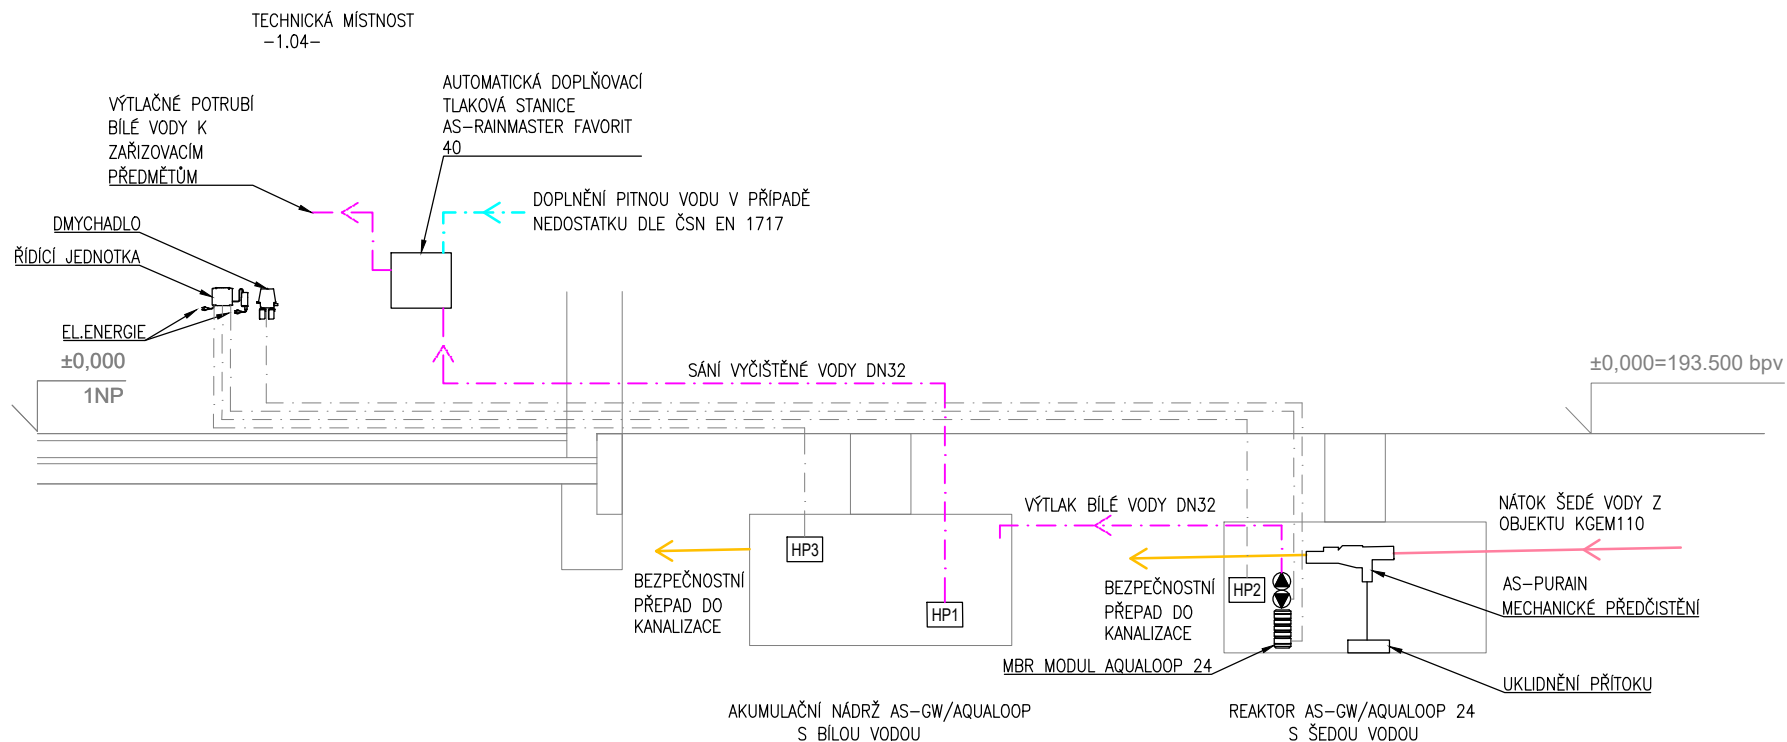 TECHNICKÁ MÍSTNOST
-1.04-
AUTOMATICKÁ DOPLŇOVACÍ
TLAKOVÁ STANICE
AS-RAINMASTER FAVORIT
40
VÝTLAČNÉ POTRUBÍ
BÍLÉ VODY K
ZAŘIZOVACÍM
PŘEDMĚTŮM
DOPLNĚNÍ PITNOU VODU V PŘÍPADĚ
NEDOSTATKU DLE ČSN EN 1717
DMYCHADLO
ŘÍDÍCÍ JEDNOTKA
EL.ENERGIE
±0,000
1NP
SÁNÍ VYČIŠTĚNÉ VODY DN32
±0,000=193.500 bpv
VÝTLAK BÍLÉ VODY DN32
NÁTOK ŠEDÉ VODY Z
OBJEKTU KGEM110
HP3
HP1
HP2
BEZPEČNOSTNÍ
PŘEPAD DO
KANALIZACE
BEZPEČNOSTNÍ
PŘEPAD DO
KANALIZACE
AS-PURAIN
MECHANICKÉ PŘEDČISTĚNÍ
MBR MODUL AQUALOOP 24
UKLIDNĚNÍ PŘÍTOKU
AKUMULAČNÍ NÁDRŽ AS-GW/AQUALOOP
S BÍLOU VODOU
REAKTOR AS-GW/AQUALOOP 24
S ŠEDOU VODOU